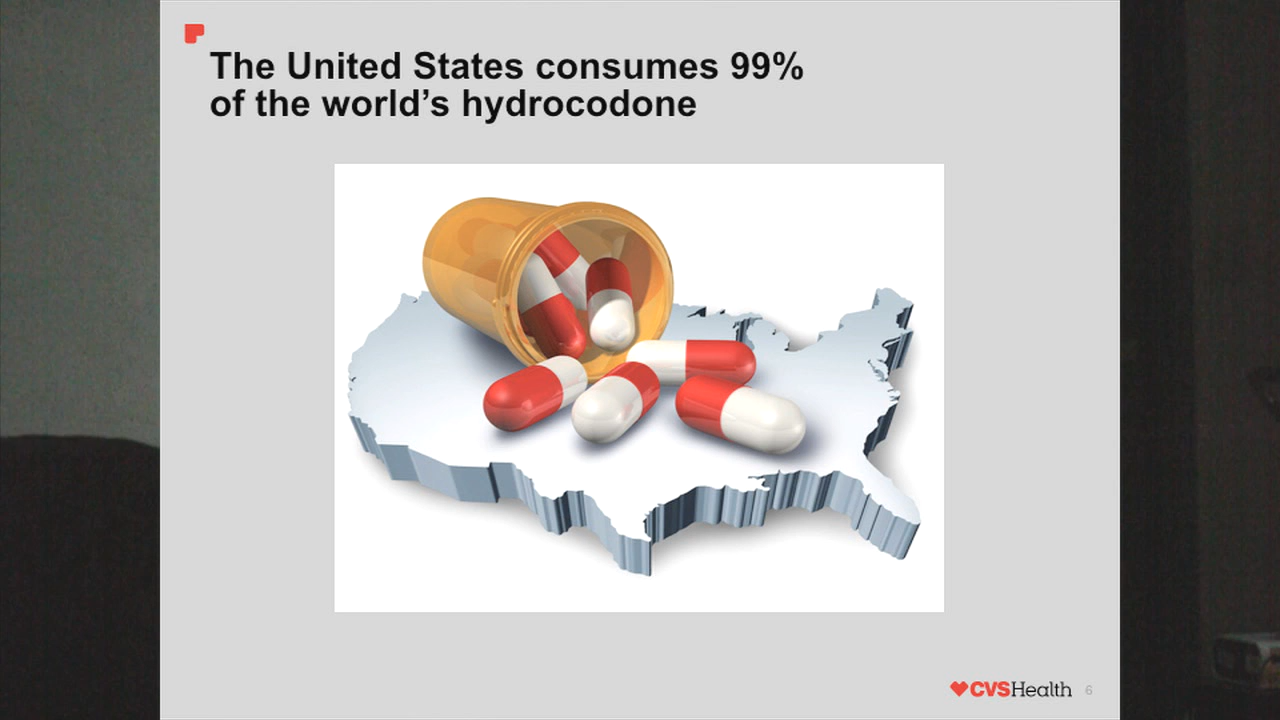 The United States consumes 99%
of the world’s hydrocodone
CVSHealth 6